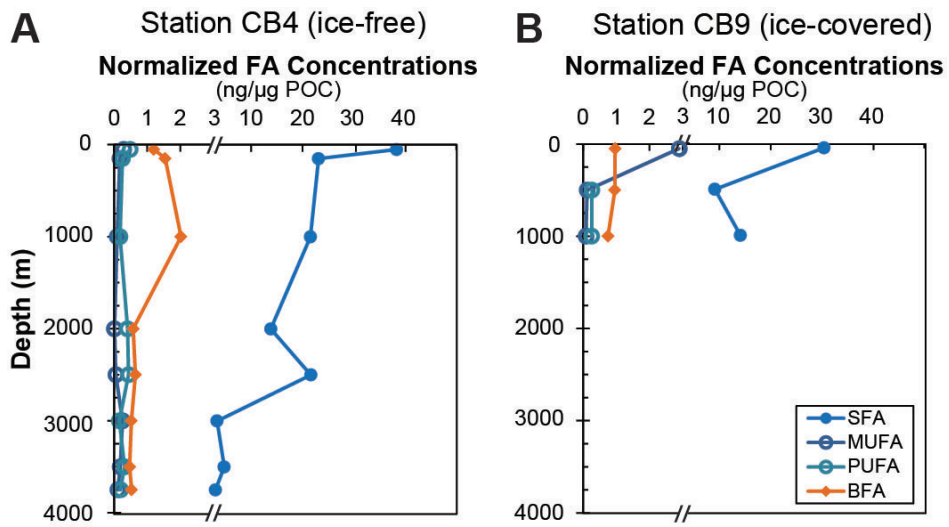 A Station CB4 (ice-free)
Normalized FA Concentrations
(ng/µg POC)
0 1 2 3 10 20 30 40
Depth (m)
0
1000
2000
3000
4000
B Station CB9 (ice-covered)
Normalized FA Concentrations
(ng/µg POC)
0 1 2 3 10 20 30 40
0
1000
2000
3000
4000
SFA
MUFA
PUFA
BFA